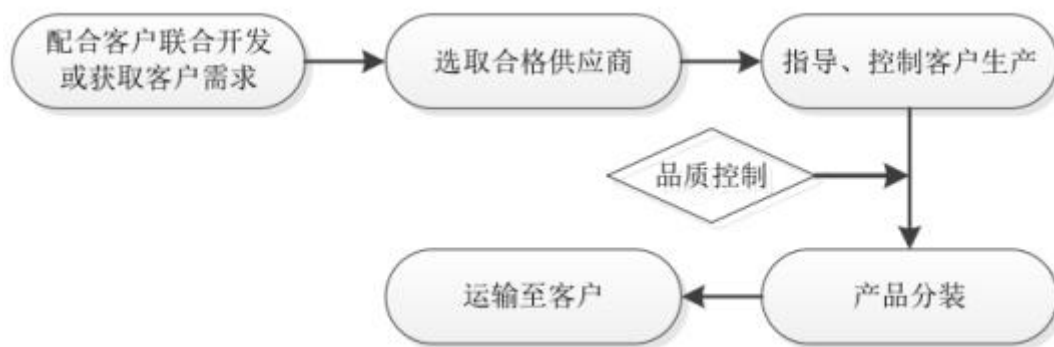 配合客户联合开发
或获取客户需求
选取合格供应商
指导、控制客户生产
品质控制
产品分装
运输至客户